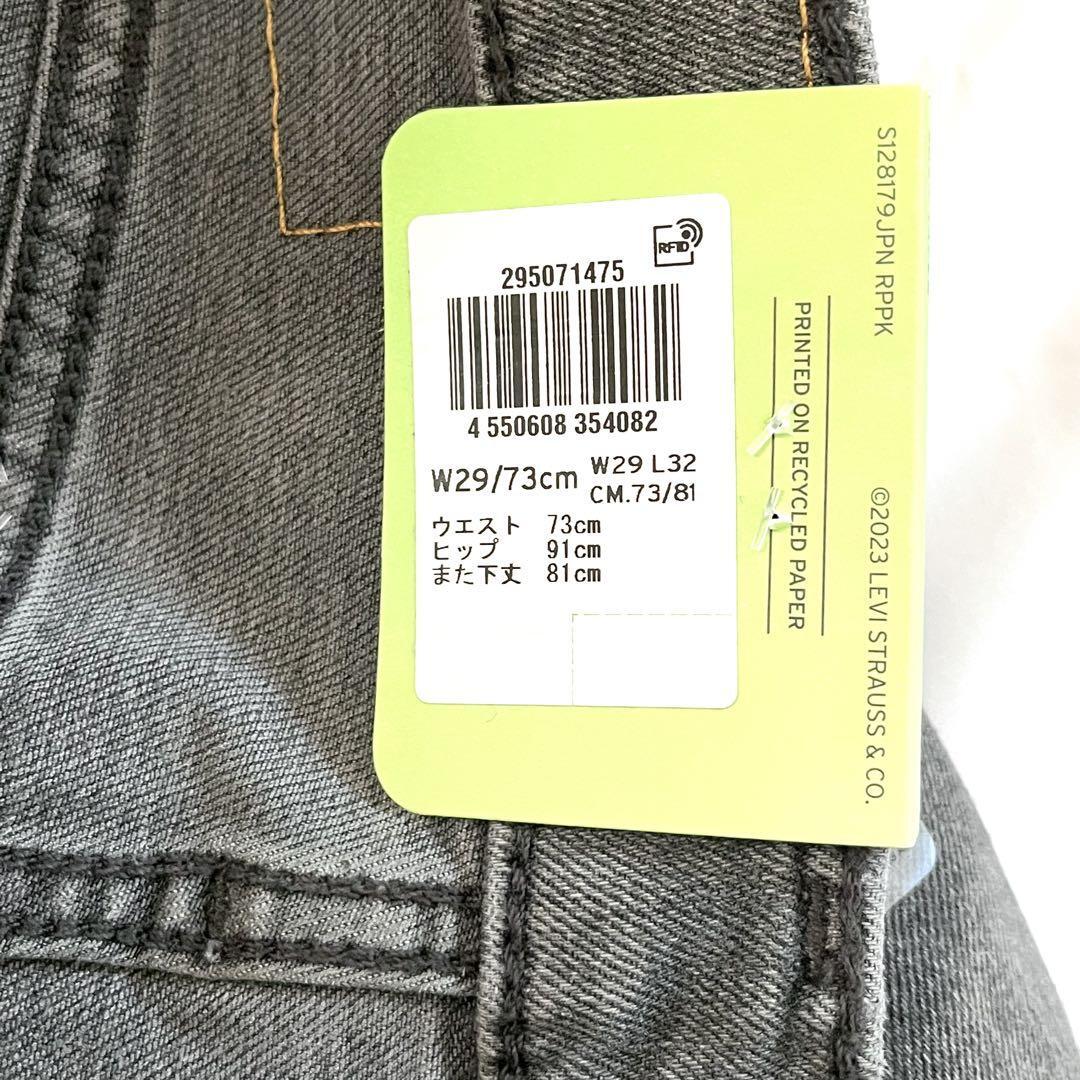 RFID
295071475
4 550608 354082
W29/73cm
W29 L32
CM.73/81
ウエスト 73cm
ヒップ 91cm
また下丈 81cm
S128179JPN RPPK
PRINTED ON RECYCLED PAPER
©2023 LEVI STRAUSS & CO.